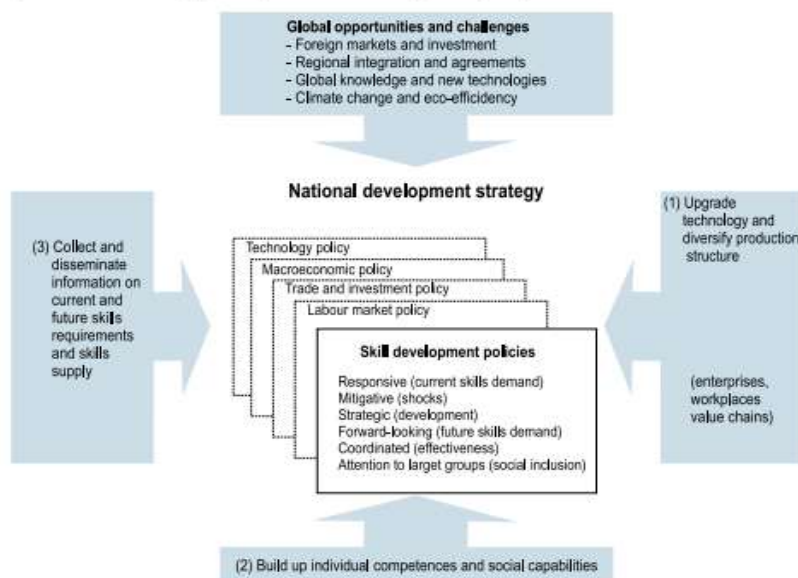 Global opportunities and challenges
- Foreign markets and investment
- Regional integration and agreements
- Global knowledge and new technologies
- Climate change and eco-efficidency
National development strategy
(3) Collect and
disseminate
information on
current and
future skills
requirements
and skills
supply
Technology policy
Macroeconomic policy
Trade and investment policy
Labour market policy
Skill development policies
Responsive (current skills demand)
Mitigative (shocks)
Strategic (development)
Forward-looking (future skills demand)
Coordinated (effectiveness)
Attention to target groups (social inclusion)
(1) Upgrade
technology and
diversify production
structure
(enterprises,
workplaces
value chains)
(2) Build up individual competences and social capabilities